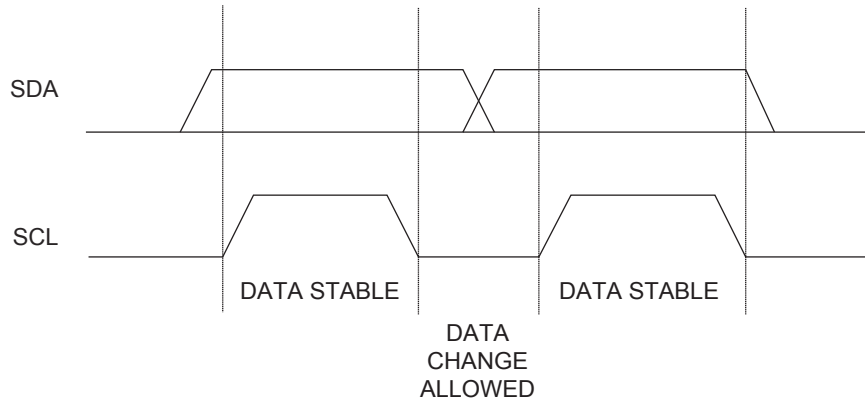 SDA
SCL
DATA STABLE
DATA STABLE
DATA
CHANGE
ALLOWED